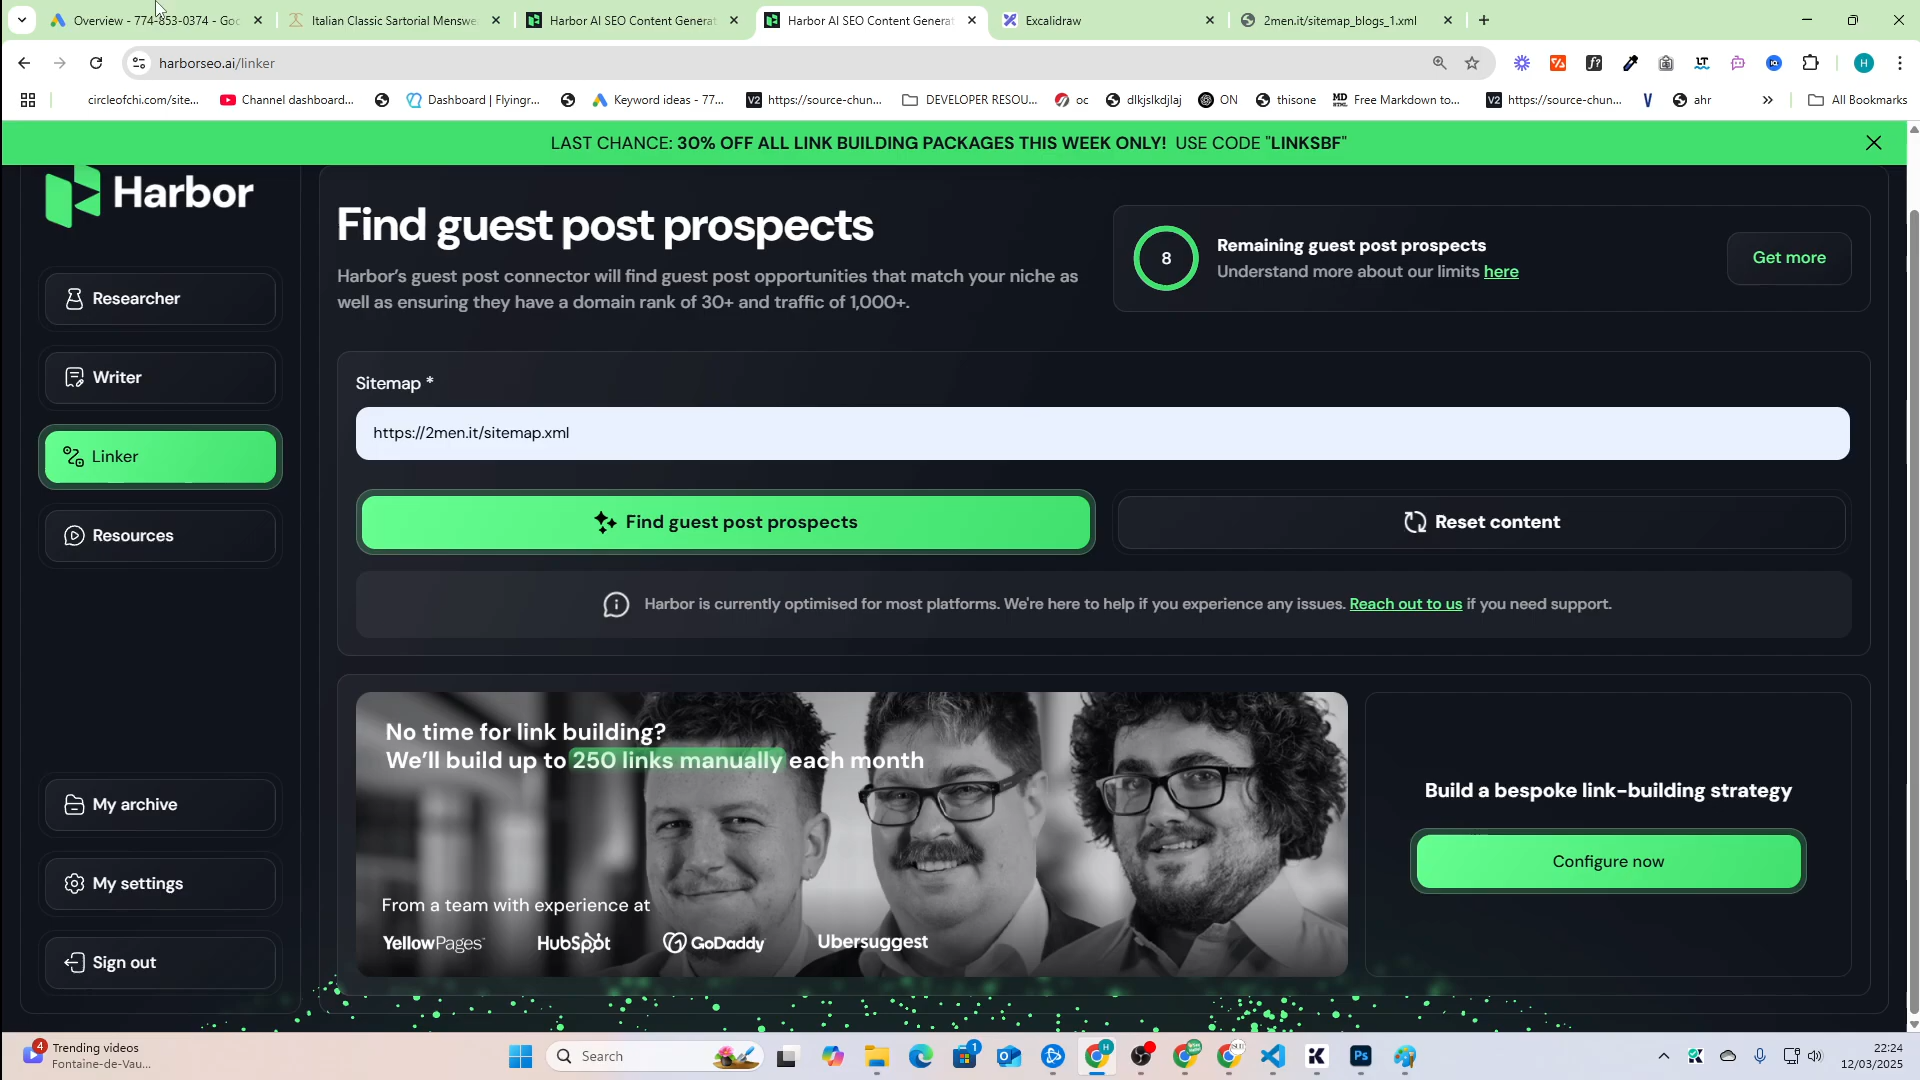 Overview - 774-853-0374 - Goo
Italian Classic Sartorial Menswe
Harbor AI SEO Content Generat
Harbor AI SEO Content Generat
Excalidraw
2men.it/sitemap_blogs_1.xml
harborseo.ai/linker
H
circleofchi.com/site...
Channel dashboard...
Dashboard | Flyingr...
Keyword ideas - 77...
V2 https://source-chun...
DEVELOPER RESOU...
oc
dlkjslkdjlaj
ON
thisone
MD Free Markdown to...
V2 https://source-chun...
V
ahr
»
All Bookmarks
LAST CHANCE: 30% OFF ALL LINK BUILDING PACKAGES THIS WEEK ONLY! USE CODE "LINKSBF"
Harbor
Researcher
Writer
Linker
Resources
My archive
My settings
Sign out
Find guest post prospects
Harbor's guest post connector will find guest post opportunities that match your niche as
well as ensuring they have a domain rank of 30+ and traffic of 1,000+.
8
Remaining guest post prospects
Understand more about our limits here
Get more
Sitemap *
https://2men.it/sitemap.xml
Find guest post prospects
Reset content
Harbor is currently optimised for most platforms. We're here to help if you experience any issues. Reach out to us if you need support.
No time for link building?
We'll build up to 250 links manually each month
From a team with experience at
YellowPages
HubSpot
GoDaddy
Ubersuggest
Build a bespoke link-building strategy
Configure now
4
Trending videos
Fontaine-de-Vau...
Search
1
H
K
Ps
22:24
12/03/2025